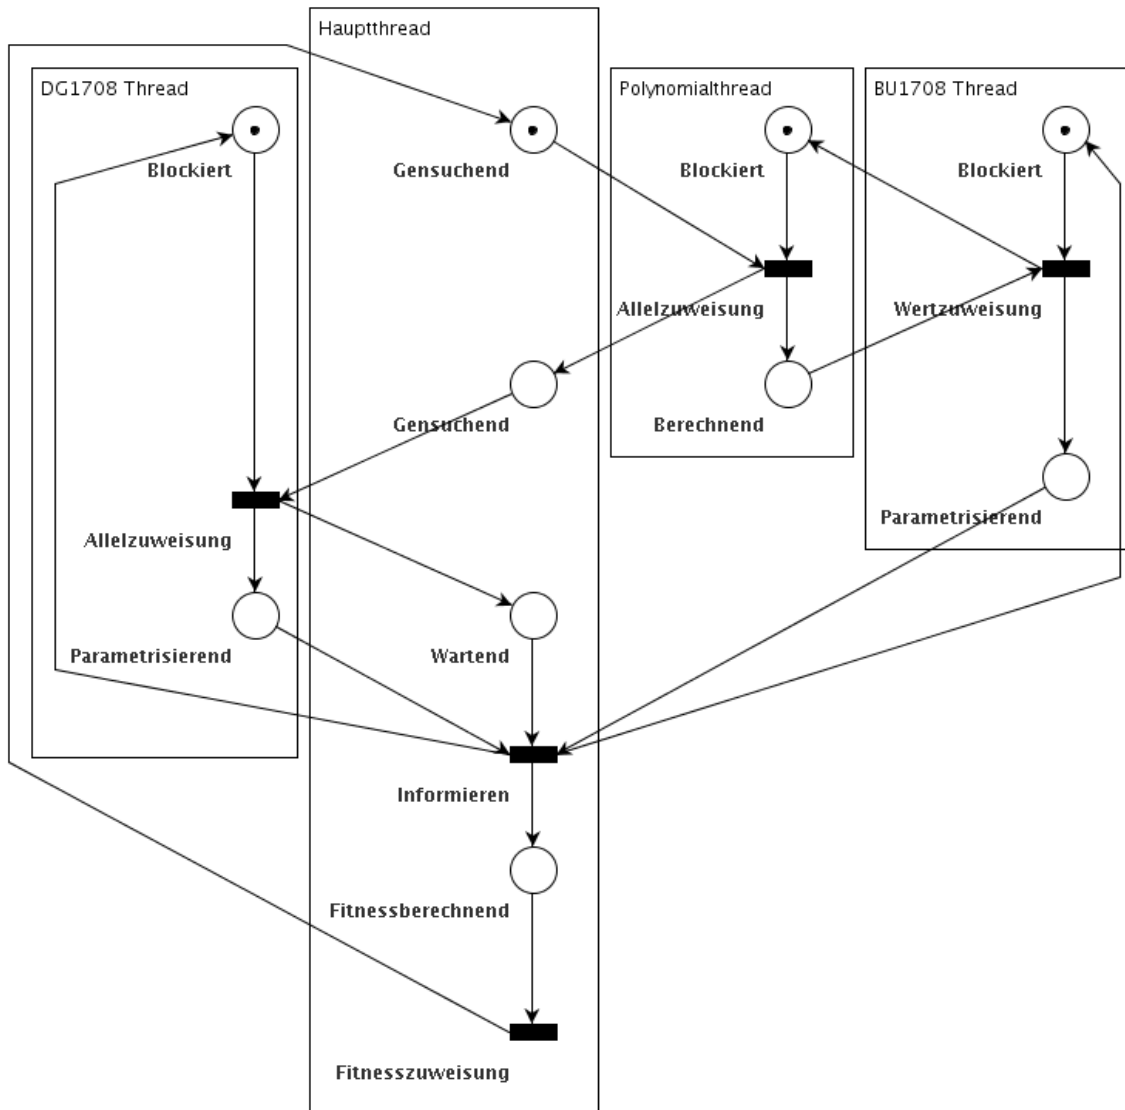 Hauptthread
DG1708 Thread
Polynomialthread
BU1708 Thread
Blockiert
Gensuchend
Blockiert
Blockiert
Allelzuweisung
Wertzuweisung
Gensuchend
Berechnend
Parametrisierend
Allelzuweisung
Parametrisierend
Wartend
Informieren
Fitnessberechnend
Fitnesszuweisung